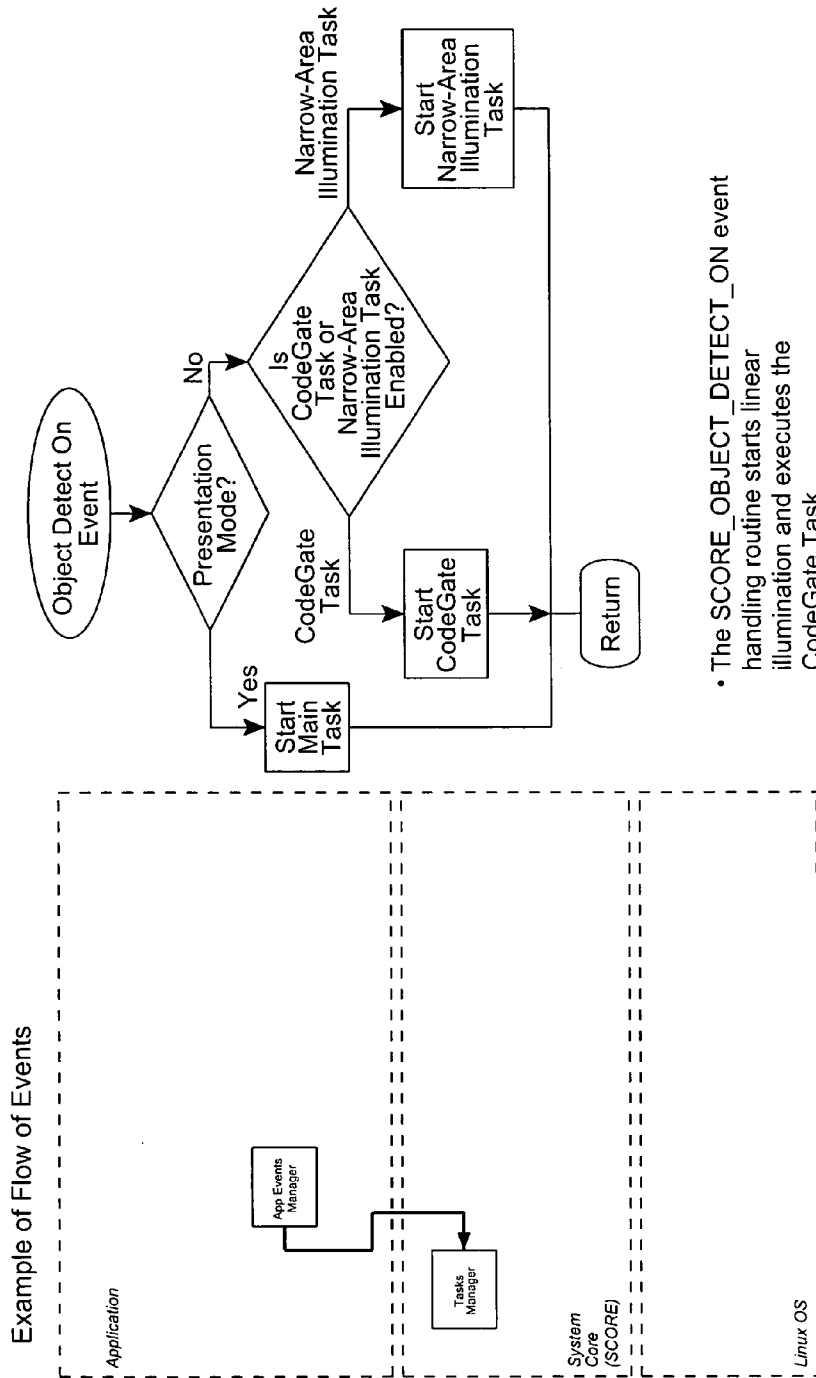 Example of Flow of Events
Application
App Events
Manager
Tasks
Manager
System
Core
(SCORE)
Linux OS
Object Detect On
Event
Presentation
Mode?
Yes
No
Start
Main
Task
Is
CodeGate
Task or
Narrow-Area
Illumination Task
Enabled?
CodeGate
Task
Narrow-Area
Illumination Task
Start
CodeGate
Task
Start
Narrow-Area
Illumination
Task
Return
• The SCORE_OBJECT_DETECT_ON event
handling routine starts linear
illumination and executes the
CodeGate Task